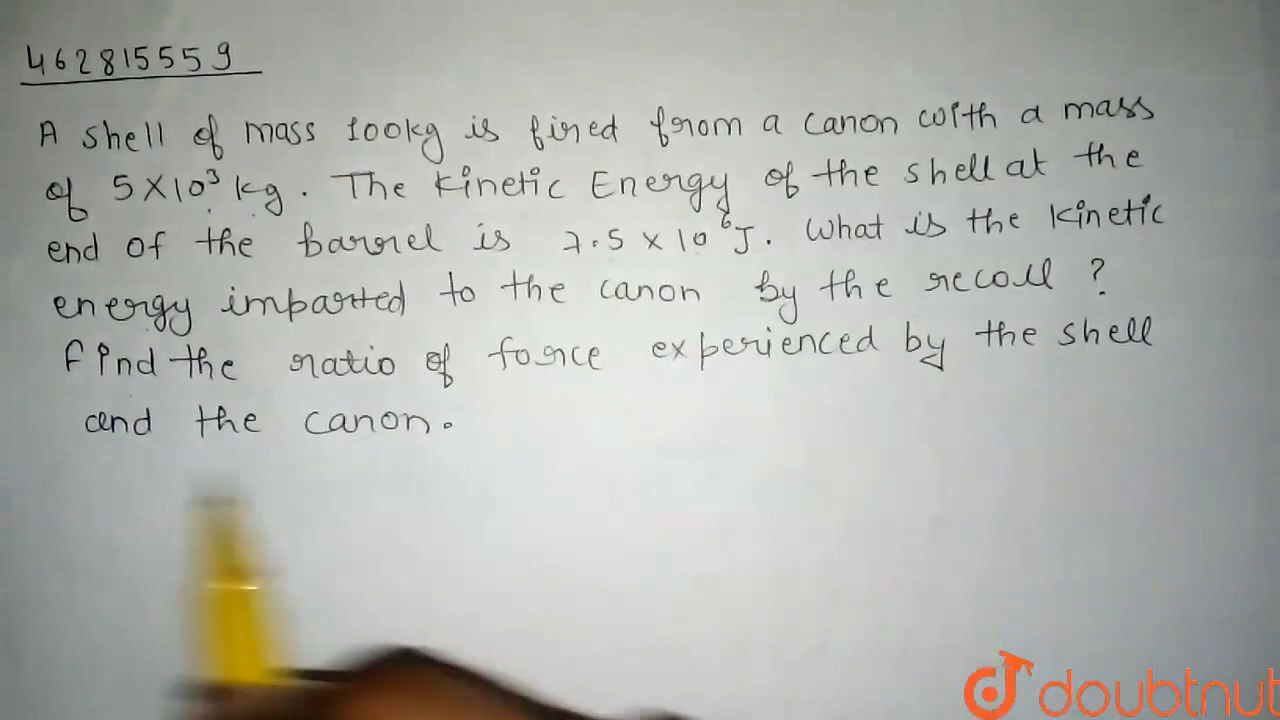 462815559
A shell of mass 100kg is fired from a canon with a mass
of 5×10³ kg. The Kinetic Energy of the shell at the
end of the barrel is 7.5×10⁶J. What is the kinetic
energy imparted to the canon by the recoil ?
Find the ratio of force experienced by the shell
and the canon.
doubtnut